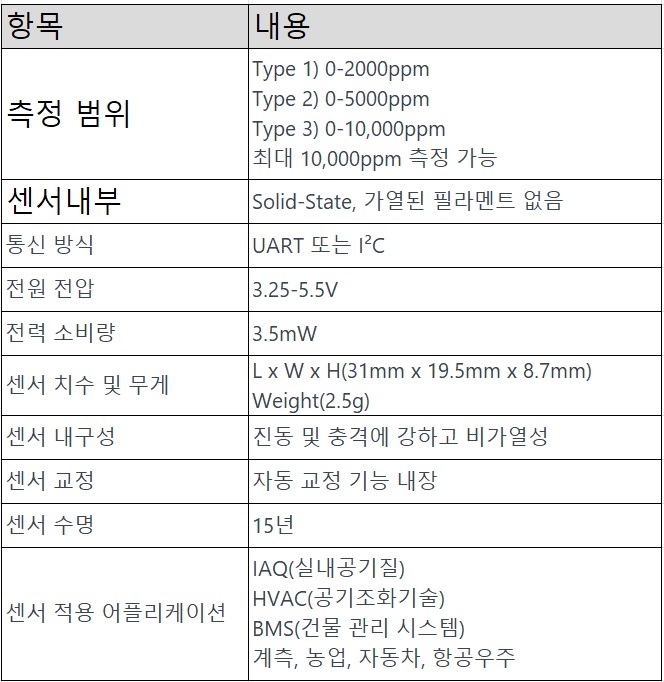 항목 내용
측정 범위
Type 1) 0-2000ppm
Type 2) 0-5000ppm
Type 3) 0-10,000ppm
최대 10,000ppm 측정 가능
센서내부 Solid-State, 가열된 필라멘트 없음
통신 방식 UART 또는 I²C
전원 전압 3.25-5.5V
전력 소비량 3.5mW
센서 치수 및 무게
L x W x H(31mm x 19.5mm x 8.7mm)
Weight(2.5g)
센서 내구성 진동 및 충격에 강하고 비가열성
센서 교정 자동 교정 기능 내장
센서 수명 15년
센서 적용 어플리케이션
IAQ(실내공기질)
HVAC(공기조화기술)
BMS(건물 관리 시스템)
계측, 농업, 자동차, 항공우주